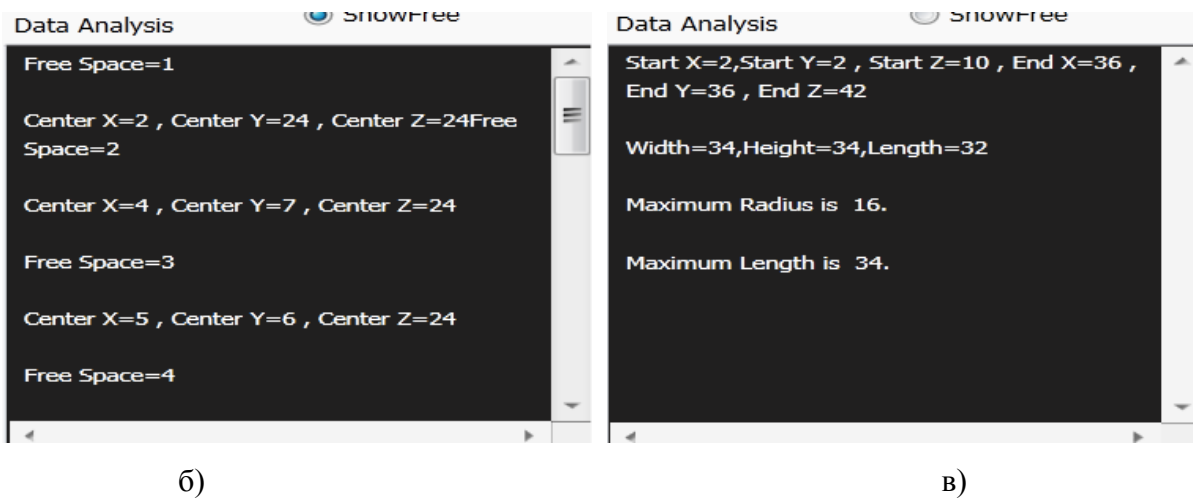 ShowFree
Data Analysis
Free Space=1
Center X=2 , Center Y=24 , Center Z=24Free
Space=2
Center X=4 , Center Y=7 , Center Z=24
Free Space=3
Center X=5 , Center Y=6 , Center Z=24
Free Space=4
б)
ShowFree
Data Analysis
Start X=2,Start Y=2 , Start Z=10 , End X=36 ,
End Y=36 , End Z=42
Width=34,Height=34,Length=32
Maximum Radius is  16.
Maximum Length is  34.
в)